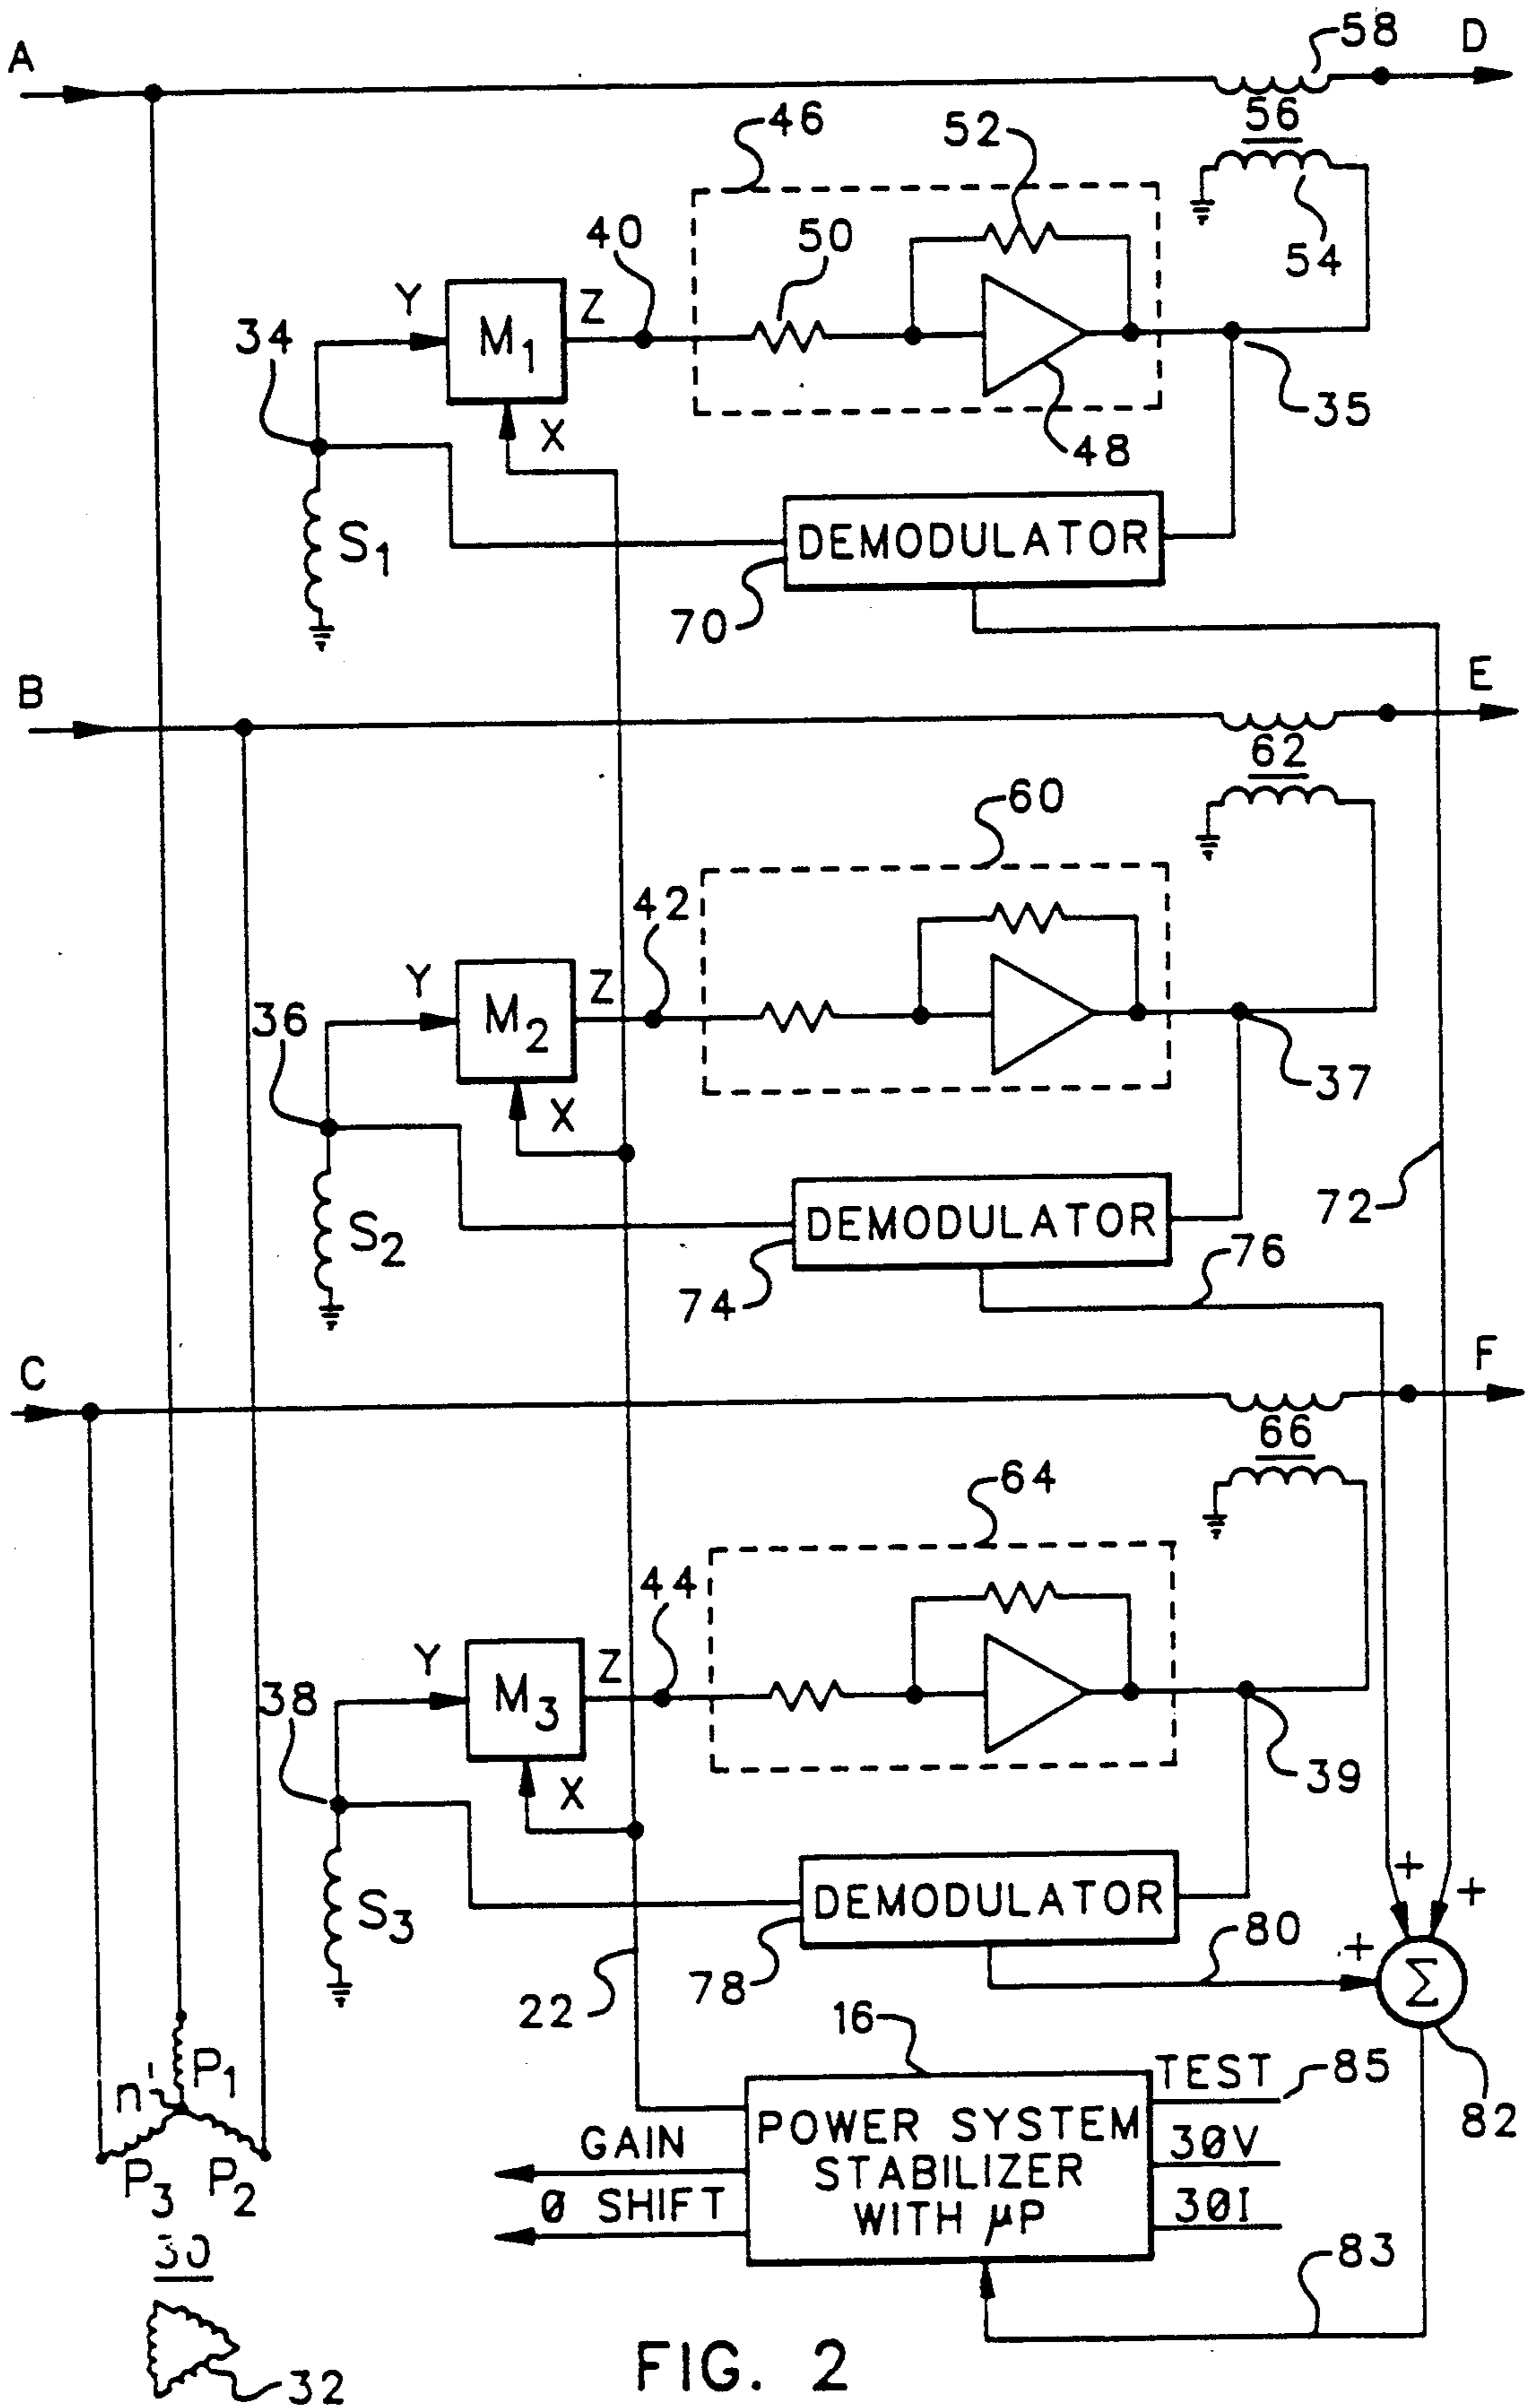 A
58
D
56
46
52
54
40
50
Y
M1
Z
34
X
48
35
S1
DEMODULATOR
70
B
E
62
60
42
Y
M2
Z
36
X
37
72
S2
DEMODULATOR
74
76
C
F
66
64
44
Y
M3
Z
38
X
39
S3
DEMODULATOR
78
80
+
+
+
Σ
82
22
16
TEST
85
n'
P1
P3
P2
POWER SYSTEM
STABILIZER
WITH μP
GAIN
Ø SHIFT
30V
30I
83
30
32
FIG. 2